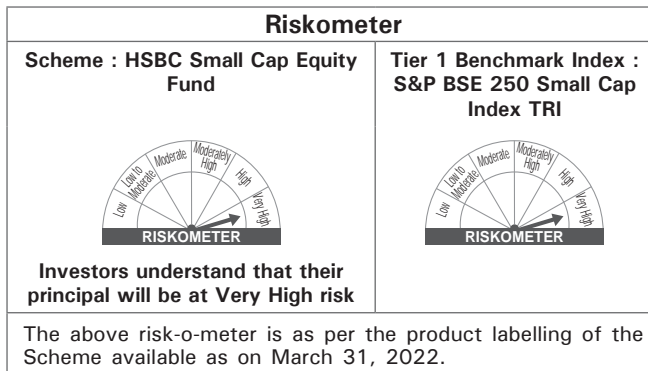 Riskometer
Scheme : HSBC Small Cap Equity
Fund
Low
Low to
Moderate
Moderate
Moderately
High
High
Very High
RISKOMETER
Investors understand that their
principal will be at Very High risk
Tier 1 Benchmark Index :
S&P BSE 250 Small Cap
Index TRI
Low
Low to
Moderate
Moderate
Moderately
High
High
Very High
RISKOMETER
The above risk-o-meter is as per the product labelling of the
Scheme available as on March 31, 2022.